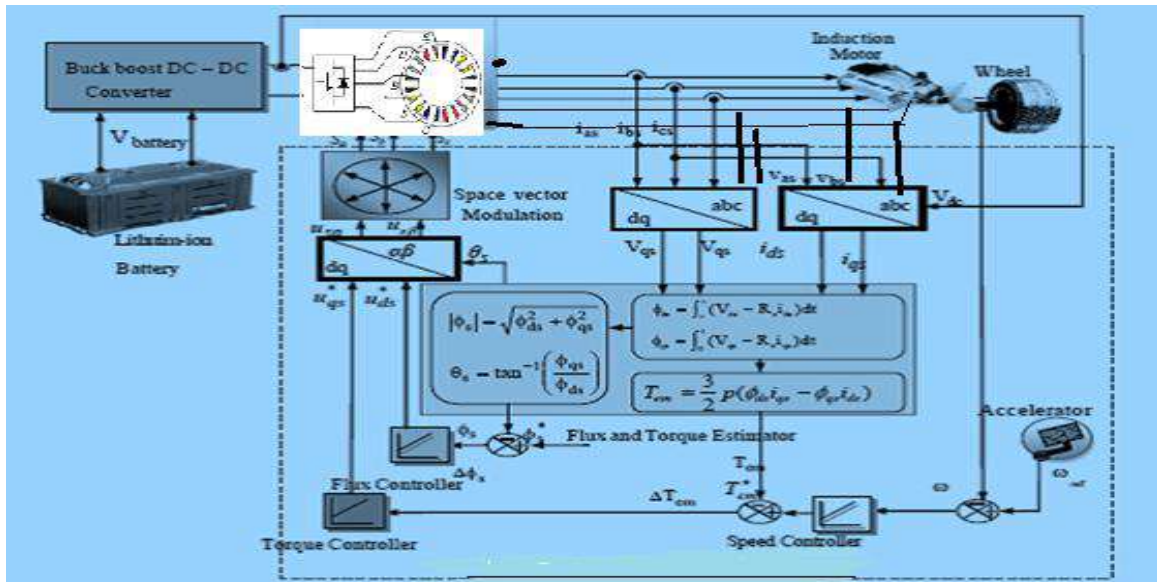 Buck boost DC – DC
Converter
V battery
Lithium-ion
Battery
Induction
Motor
Wheel
i_as i_bs i_cs
Space vector
Modulation
dq abc
dq abc
v_as v_bs
V_dc
V_qs V_qs i_ds i_qs
dq αβ
θ_s
u*_qs u*_ds
|ϕ_s| = √(ϕ²_ds + ϕ²_qs)
θ_s = tan⁻¹(ϕ_qs / ϕ_ds)
T_em = 3/2 p(ϕ_ds i_qs − ϕ_qs i_ds)
Flux and Torque Estimator
Accelerator
ϕ_s ϕ*_s
Δϕ_s
Flux Controller
T_em
T*_em
ΔT_em
ω ω_ref
Torque Controller
Speed Controller